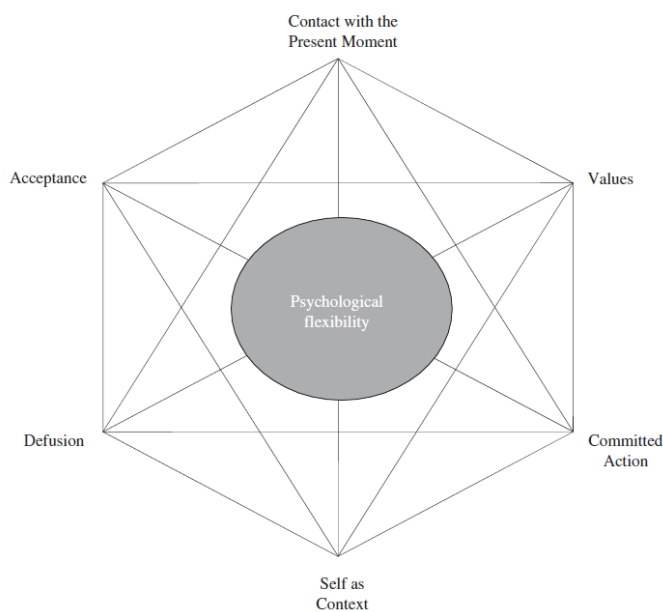 Contact with the
Present Moment
Acceptance
Values
Psychological
flexibility
Defusion
Committed
Action
Self as
Context